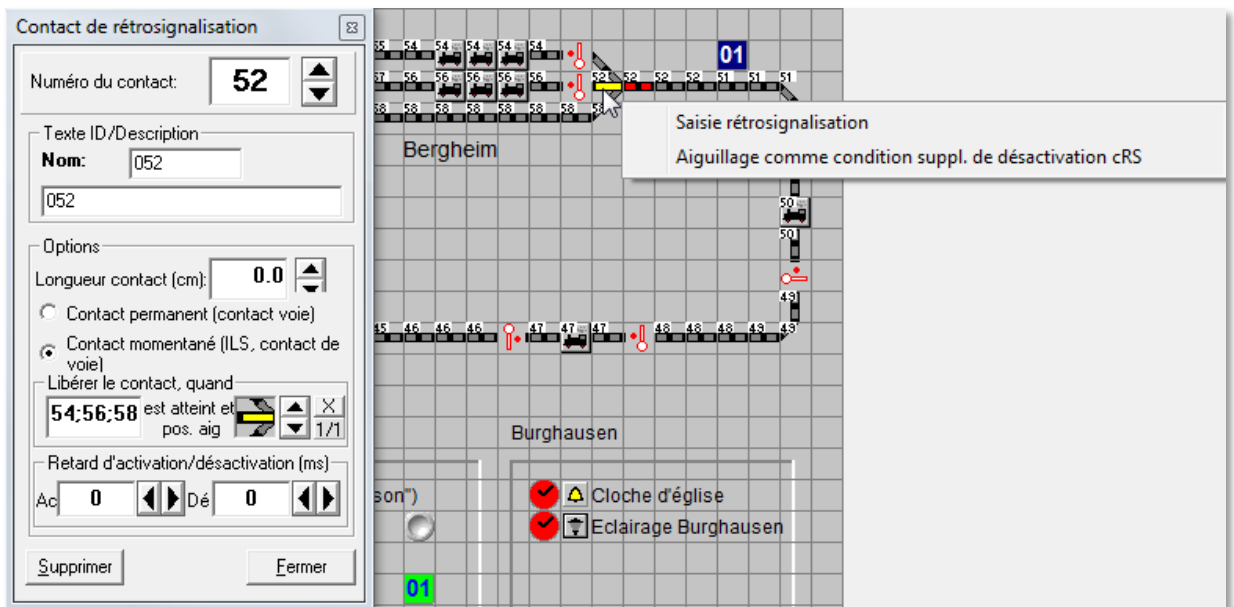 Contact de rétrosignalisation
Numéro du contact:
52
Texte ID/Description
Nom:
052
052
Options
Longueur contact (cm):
0.0
Contact permanent (contact voie)
Contact momentané (ILS, contact de
voie)
Libérer le contact, quand
54;56;58
est atteint et
pos. aig
X
1/1
Retard d'activation/désactivation (ms)
Ac
0
Dé
0
Supprimer
Fermer
55 54 54 54 54 54
01
57 56 56 56 56 56 52 52 52 52 51 51 51
58 58 58 58 58 58 58
Saisie rétrosignalisation
Aiguillage comme condition suppl. de désactivation cRS
Bergheim
50
50
49
45 46 46 46 47 47 47 48 48 48 49 49
Burghausen
son")
Cloche d'église
Eclairage Burghausen
01